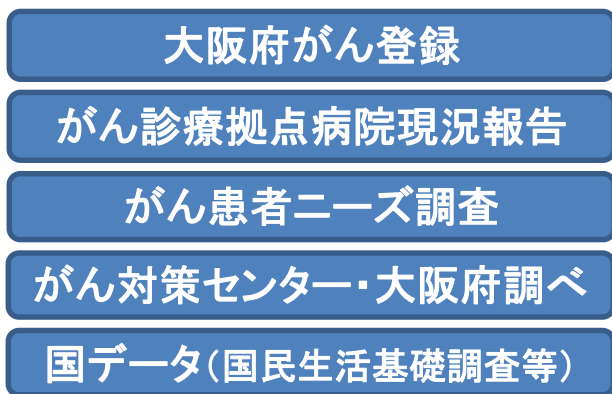 大阪府がん登録
がん診療拠点病院現況報告
がん患者ニーズ調査
がん対策センター・大阪府調べ
国データ(国民生活基礎調査等)